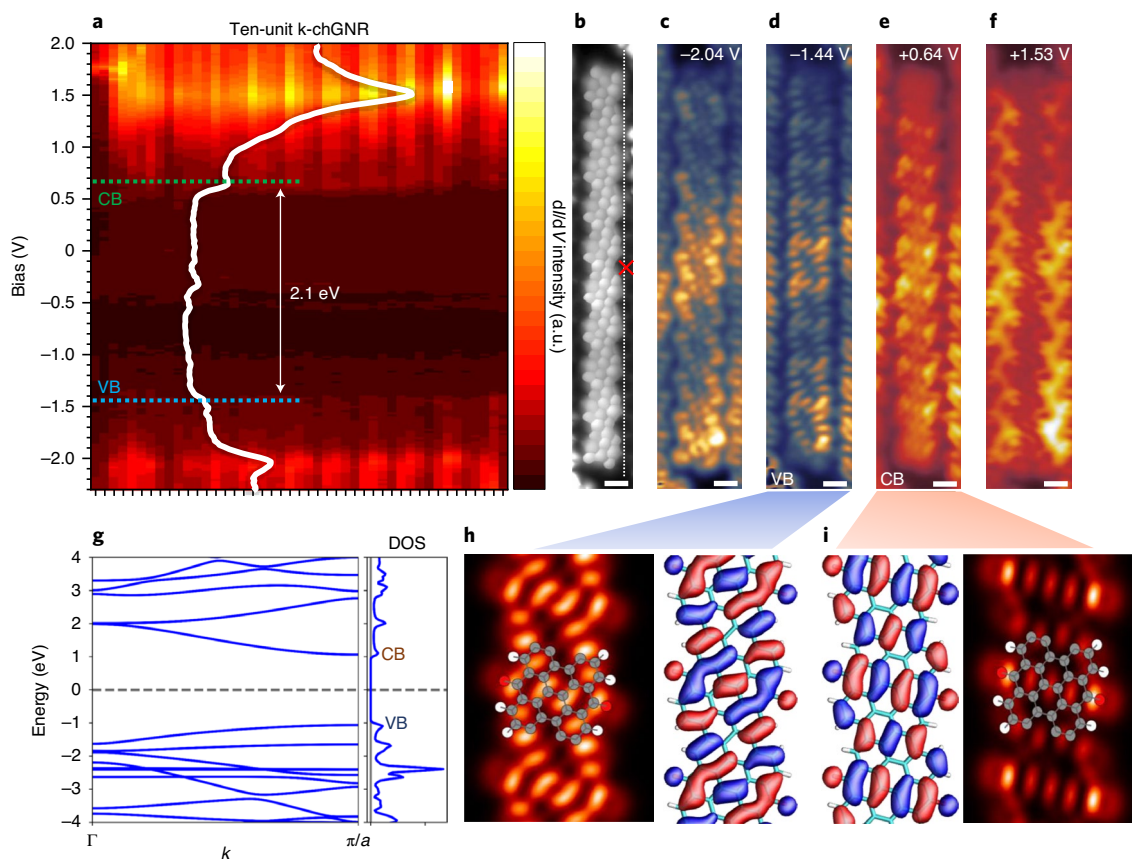 a
Ten-unit k-chGNR
2.0
1.5
1.0
0.5
0
−0.5
−1.0
−1.5
−2.0
Bias (V)
CB
VB
2.1 eV
dI/dV intensity (a.u.)
b
c
−2.04 V
d
−1.44 V
VB
e
+0.64 V
CB
f
+1.53 V
g
DOS
4
3
2
1
0
−1
−2
−3
−4
Energy (eV)
CB
VB
Γ
k
π/a
h
i